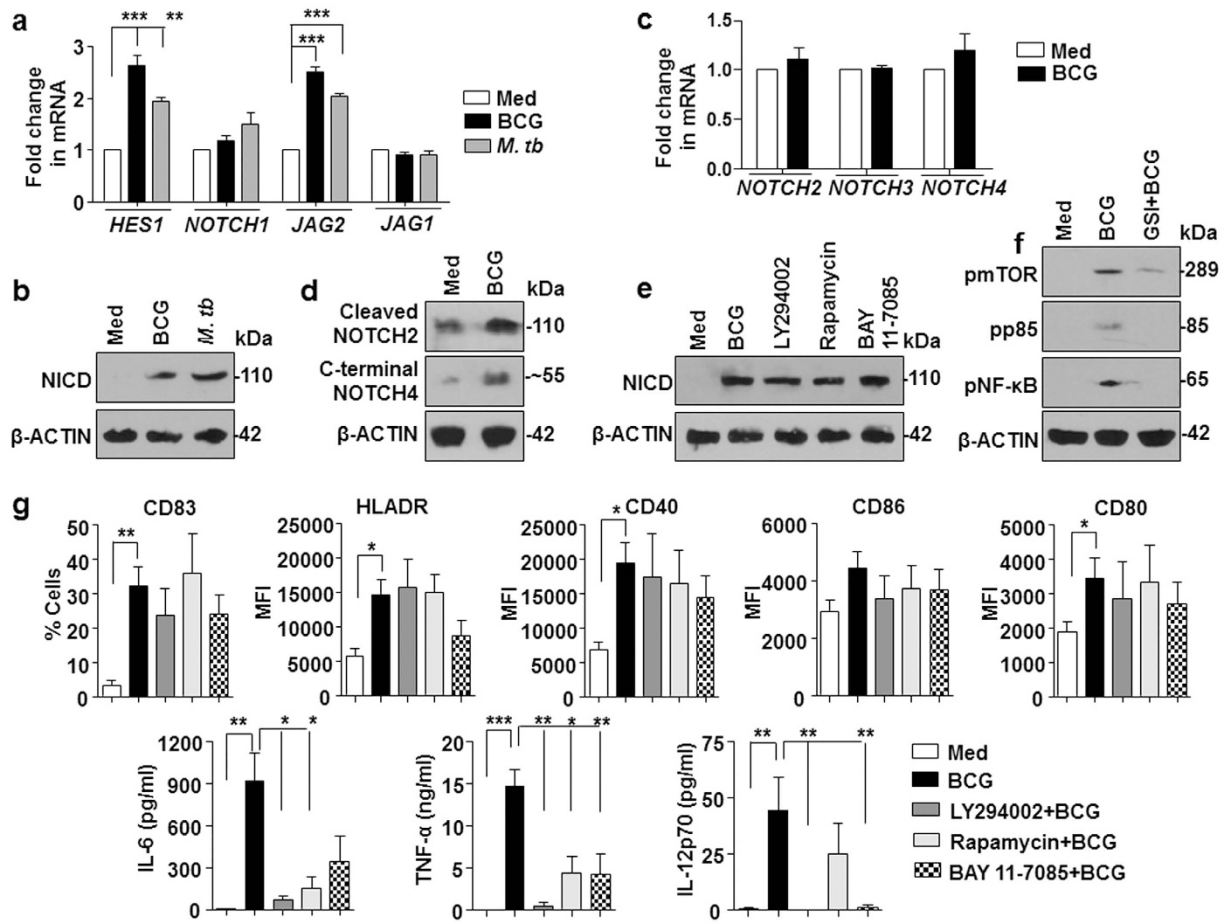 a
*** **
***
***
Fold change
in mRNA
3
2
1
0
HES1 NOTCH1 JAG2 JAG1
Med
BCG
M. tb
c
Fold change
in mRNA
1.5
1.0
0.5
0.0
NOTCH2 NOTCH3 NOTCH4
Med
BCG
b
Med BCG M. tb kDa
NICD -110
β-ACTIN -42
d
Med BCG kDa
Cleaved
NOTCH2 -110
C-terminal
NOTCH4 -~55
β-ACTIN -42
e
Med BCG LY294002 Rapamycin BAY
11-7085 kDa
NICD -110
β-ACTIN -42
f
Med BCG GSI+BCG kDa
pmTOR -289
pp85 -85
pNF-κB -65
β-ACTIN -42
g
CD83
% Cells
50
40
30
20
10
0
**
HLADR
MFI
25000
20000
15000
10000
5000
0
*
CD40
MFI
25000
20000
15000
10000
5000
0
*
CD86
MFI
6000
4000
2000
0
CD80
MFI
5000
4000
3000
2000
1000
0
*
IL-6 (pg/ml)
1200
900
600
300
0
** * *
TNF-α (ng/ml)
20
15
10
5
0
*** ** * **
IL-12p70 (pg/ml)
75
50
25
0
** ** **
Med
BCG
LY294002+BCG
Rapamycin+BCG
BAY 11-7085+BCG